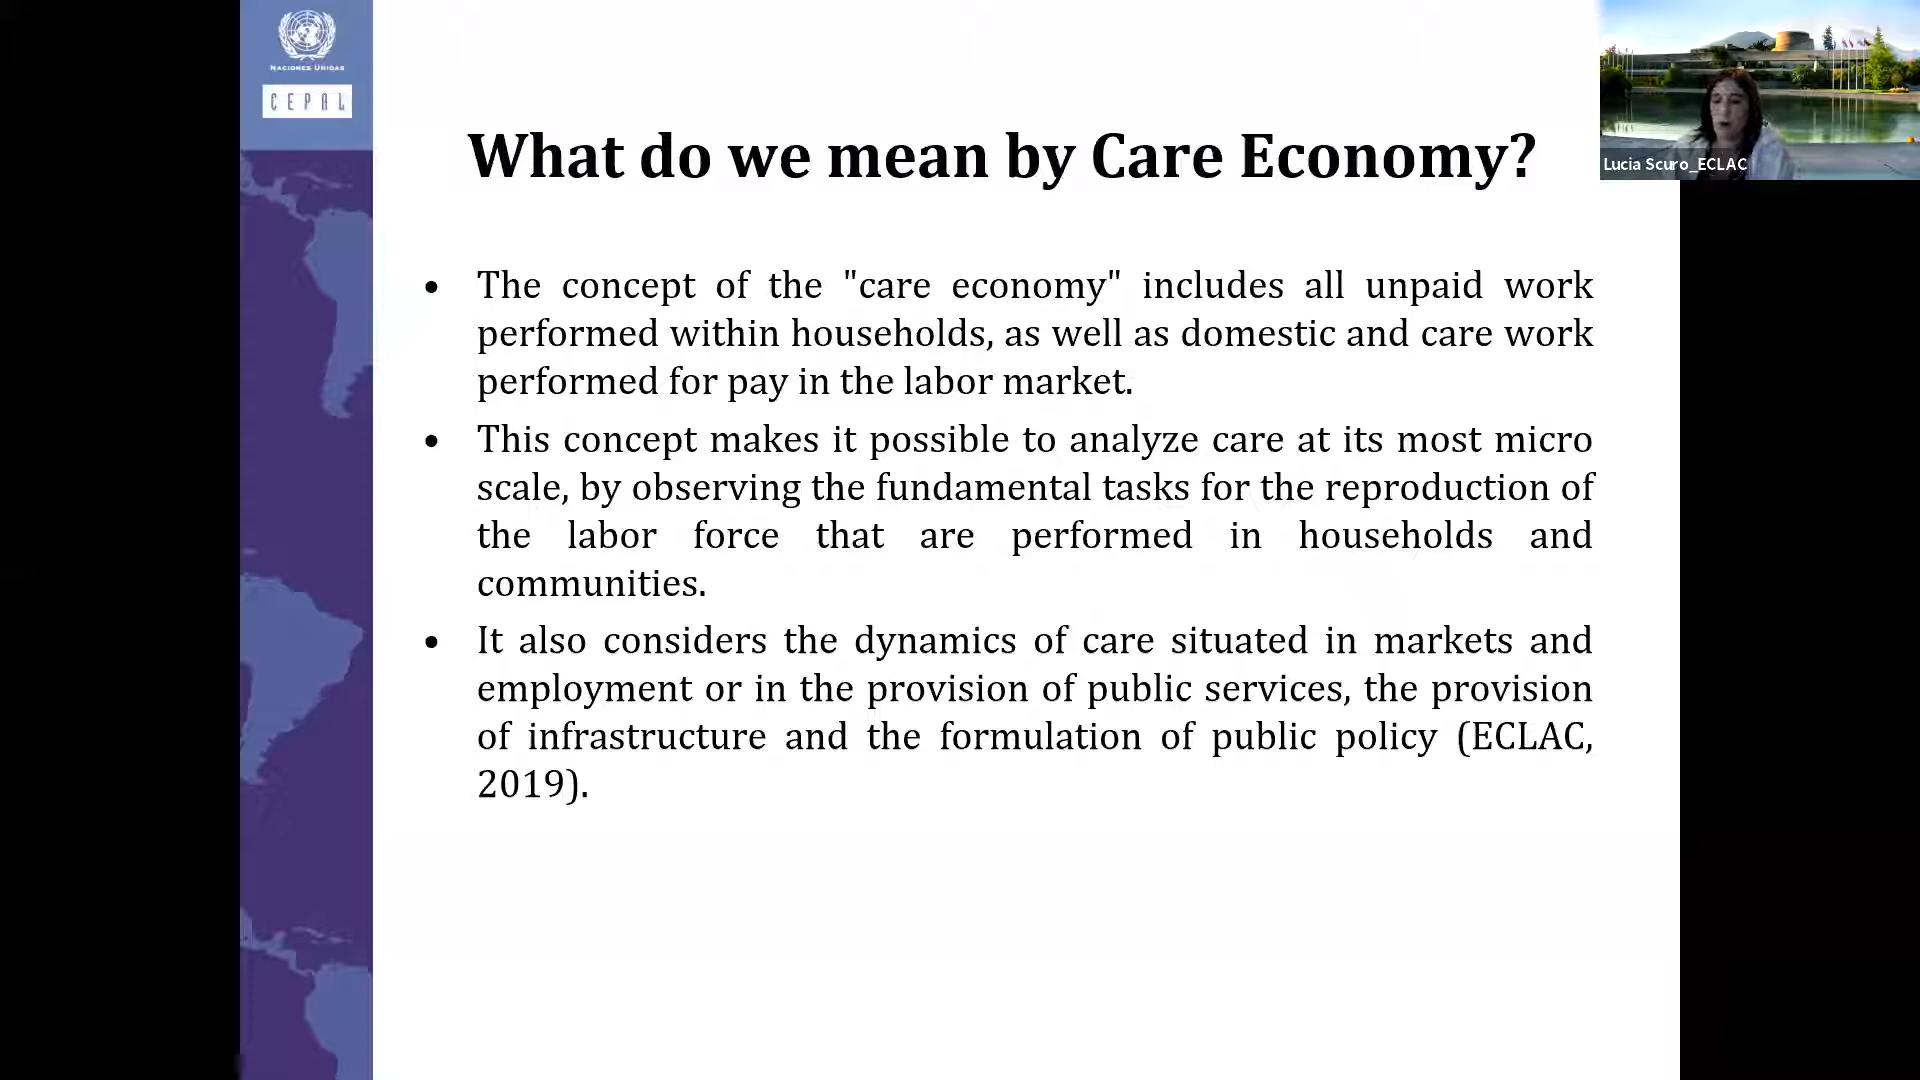 NACIONES UNIDAS
CEPAL
What do we mean by Care Economy?
Lucia Scuro_ECLAC
• The concept of the "care economy" includes all unpaid work
performed within households, as well as domestic and care work
performed for pay in the labor market.
• This concept makes it possible to analyze care at its most micro
scale, by observing the fundamental tasks for the reproduction of
the labor force that are performed in households and
communities.
• It also considers the dynamics of care situated in markets and
employment or in the provision of public services, the provision
of infrastructure and the formulation of public policy (ECLAC,
2019).